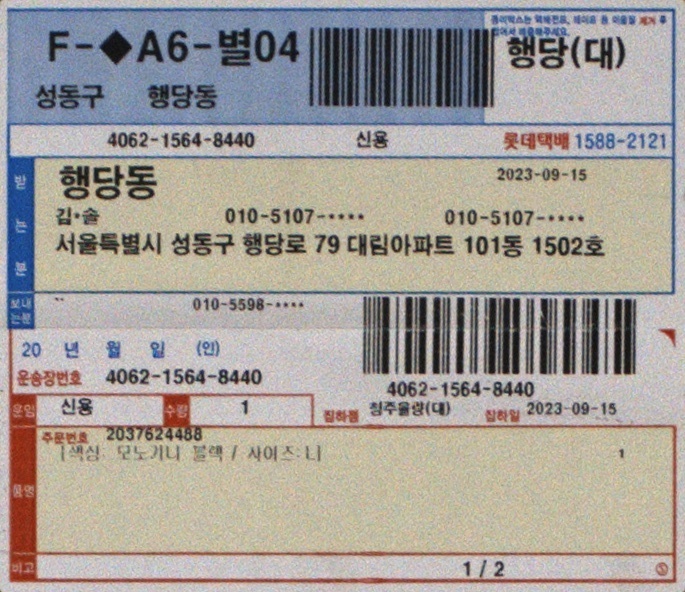 종이박스는 택배전표, 테이프 등 이물질 제거 후
접어서 배출해주세요.
F-◆A6-별04
행당(대)
성동구 행당동
4062-1564-8440 신용 롯데택배 1588-2121
받는분
행당동 2023-09-15
김*솔 010-5107-**** 010-5107-****
서울특별시 성동구 행당로 79 대림아파트 101동 1502호
보내는분
010-5598-****
20 년 월 일 (인)
운송장번호 4062-1564-8440
4062-1564-8440
운임 신용 수량 1 집하점 청주율량(대) 집하일 2023-09-15
주문번호 2037624488
품명
색상: 모노키니 블랙 / 사이즈: 1
비고 1 / 2